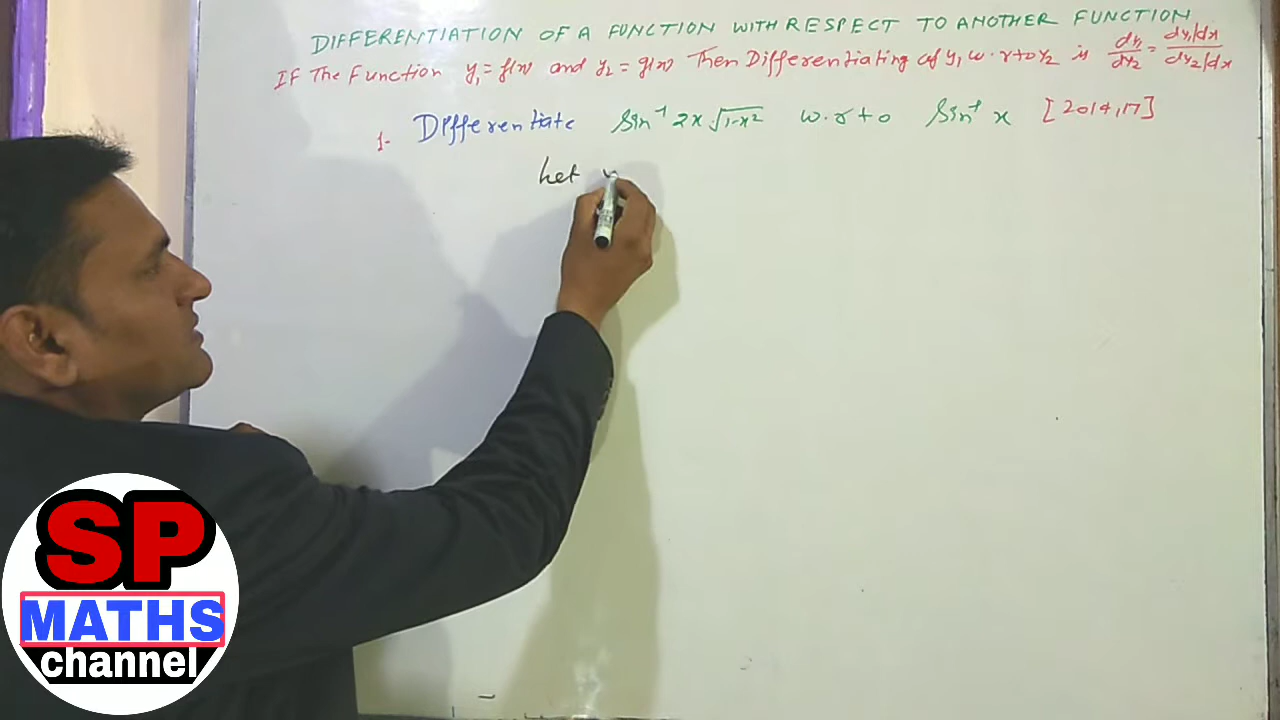 DIFFERENTIATION OF A FUNCTION WITH RESPECT TO ANOTHER FUNCTION
IF The Function y₁ = f(x) and y₂ = g(x) Then Differentiating of y₁ w.r to y₂ is dy₁/dy₂ = (dy₁/dx)/(dy₂/dx)
1. Differentiate Sin⁻¹ 2x√(1-x²) w.r to Sin⁻¹ x [2014,17]
Let
SP
MATHS
channel